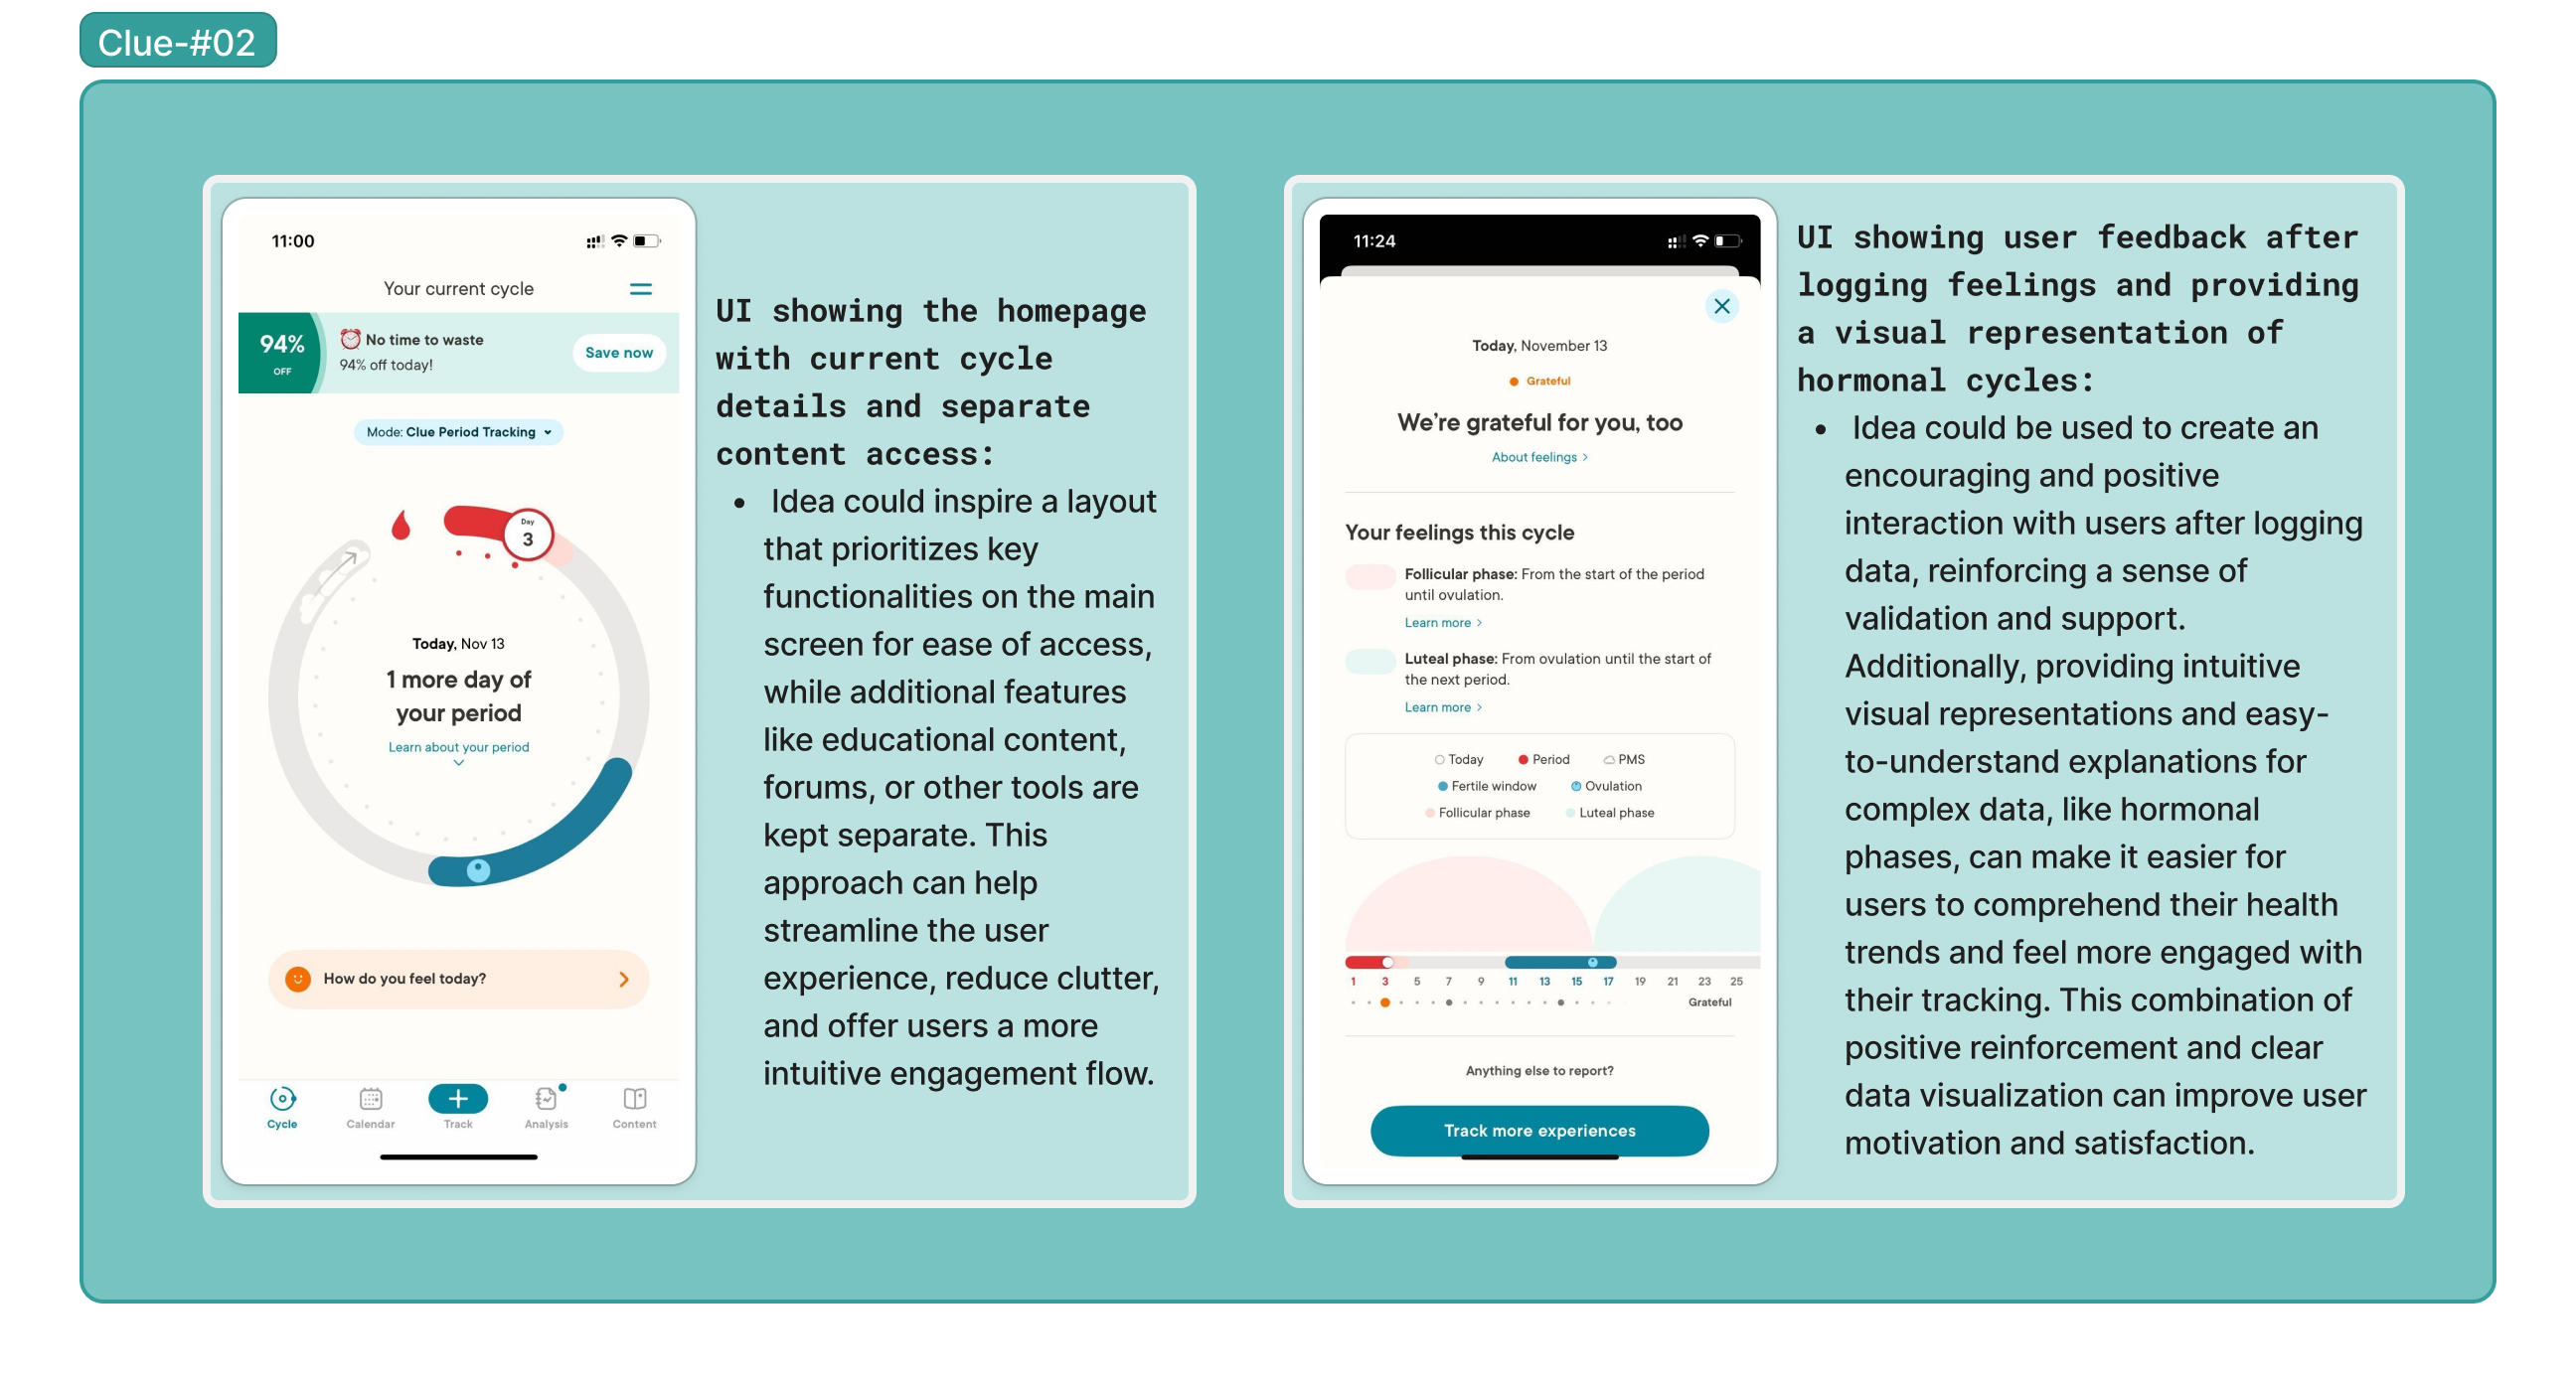 Clue-#02
11:00
Your current cycle
94%
OFF
⏰ No time to waste
94% off today!
Save now
Mode: Clue Period Tracking
Day
3
Today, Nov 13
1 more day of
your period
Learn about your period
How do you feel today?
Cycle
Calendar
Track
Analysis
Content
UI showing the homepage
with current cycle
details and separate
content access:
• Idea could inspire a layout
that prioritizes key
functionalities on the main
screen for ease of access,
while additional features
like educational content,
forums, or other tools are
kept separate. This
approach can help
streamline the user
experience, reduce clutter,
and offer users a more
intuitive engagement flow.
11:24
Today, November 13
Grateful
We're grateful for you, too
About feelings >
Your feelings this cycle
Follicular phase: From the start of the period
until ovulation.
Learn more >
Luteal phase: From ovulation until the start of
the next period.
Learn more >
Today Period PMS
Fertile window Ovulation
Follicular phase Luteal phase
1 3 5 7 9 11 13 15 17 19 21 23 25
Grateful
Anything else to report?
Track more experiences
UI showing user feedback after
logging feelings and providing
a visual representation of
hormonal cycles:
• Idea could be used to create an
encouraging and positive
interaction with users after logging
data, reinforcing a sense of
validation and support.
Additionally, providing intuitive
visual representations and easy-
to-understand explanations for
complex data, like hormonal
phases, can make it easier for
users to comprehend their health
trends and feel more engaged with
their tracking. This combination of
positive reinforcement and clear
data visualization can improve user
motivation and satisfaction.